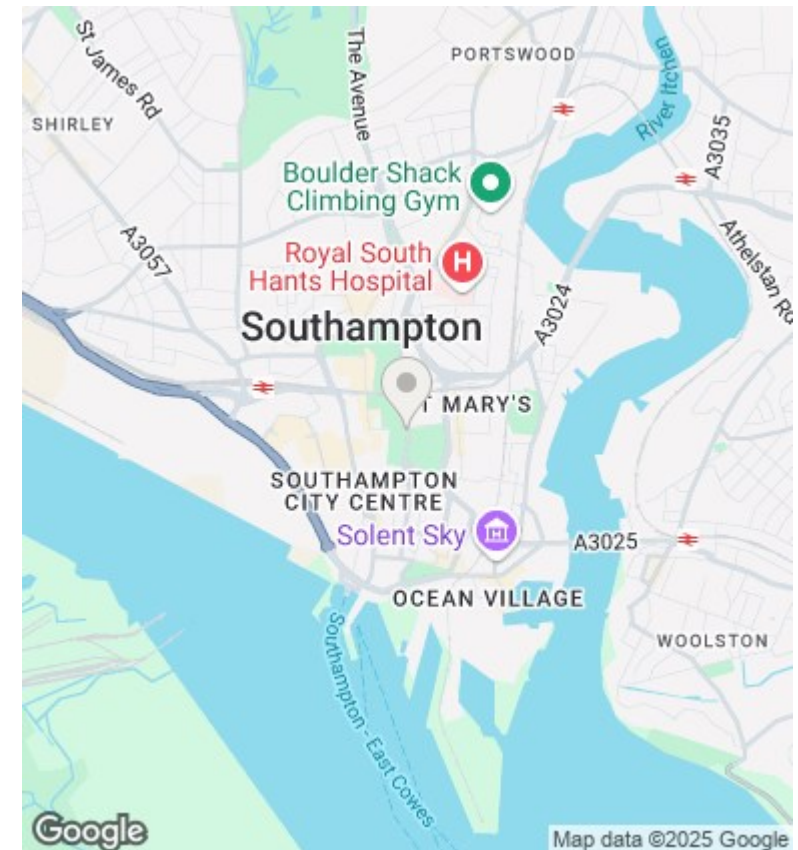 PORTSWOOD
St James Rd
The Avenue
River Itchen
SHIRLEY
A3035
Boulder Shack
Climbing Gym
A3057
Royal South
Hants Hospital
H
Athelstan Rd
A3024
Southampton
T MARY'S
SOUTHAMPTON
CITY CENTRE
Solent Sky
A3025
OCEAN VILLAGE
WOOLSTON
Southampton - East Cowes
Google
Map data ©2025 Google